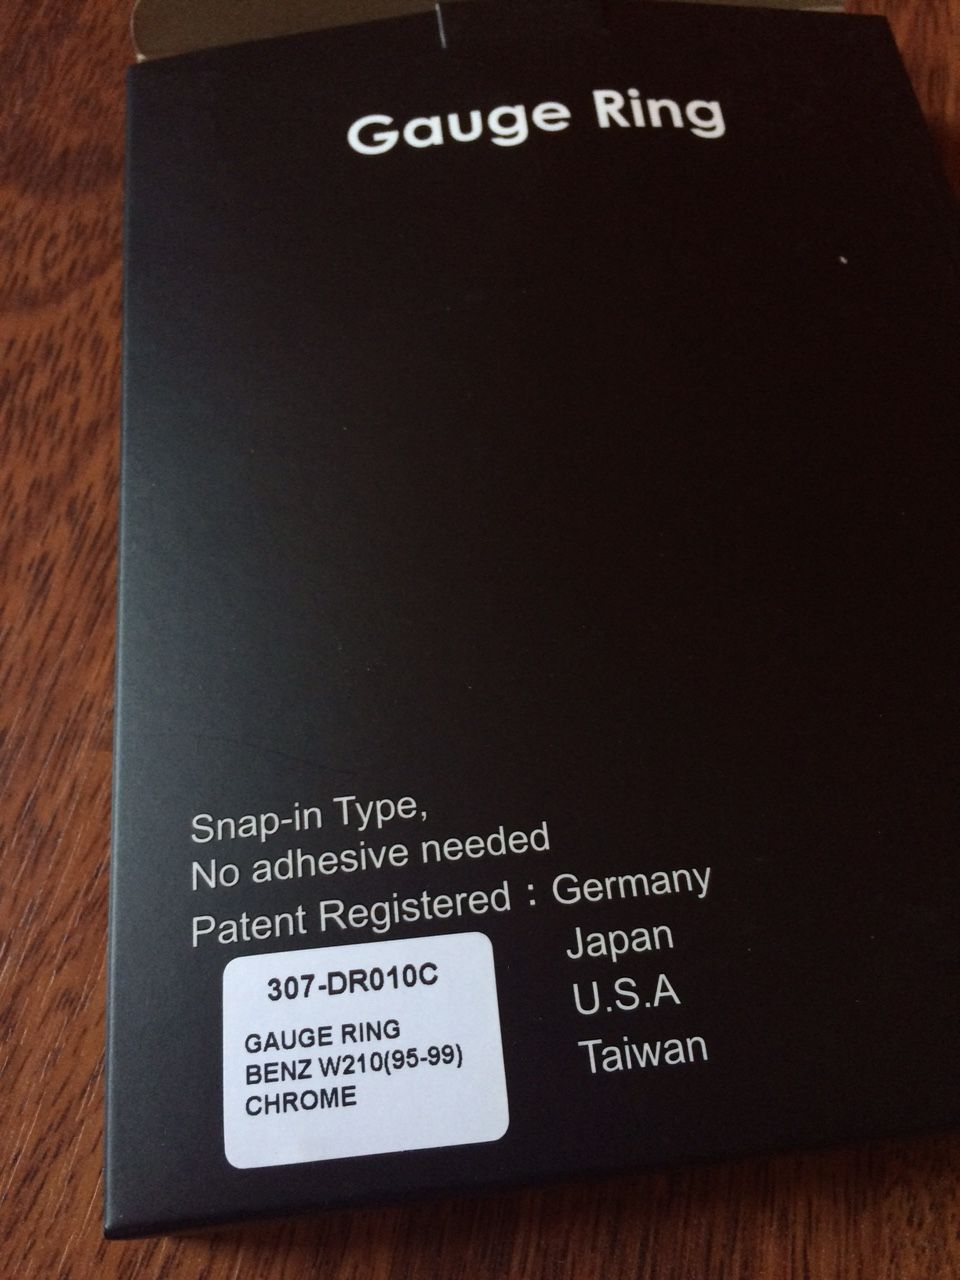 Gauge Ring
Snap-in Type,
No adhesive needed
Patent Registered : Germany
Japan
U.S.A
Taiwan
307-DR010C
GAUGE RING
BENZ W210(95-99)
CHROME